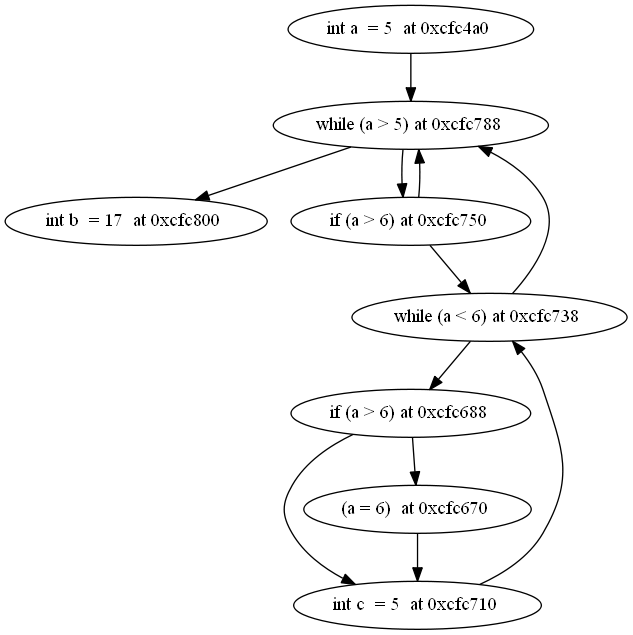 int a = 5 at 0xcfc4a0
while (a > 5) at 0xcfc788
int b = 17 at 0xcfc800
if (a > 6) at 0xcfc750
while (a < 6) at 0xcfc738
if (a > 6) at 0xcfc688
(a = 6) at 0xcfc670
int c = 5 at 0xcfc710